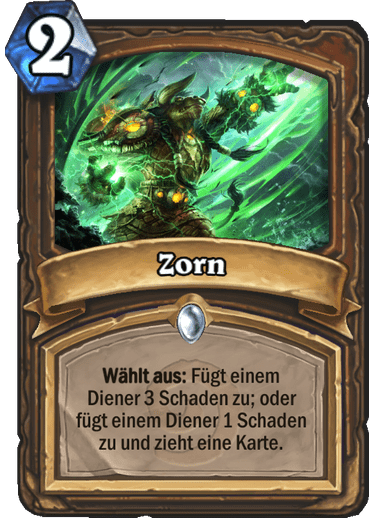 2
Zorn
Wählt aus: Fügt einem
Diener 3 Schaden zu; oder
fügt einem Diener 1 Schaden
zu und zieht eine Karte.